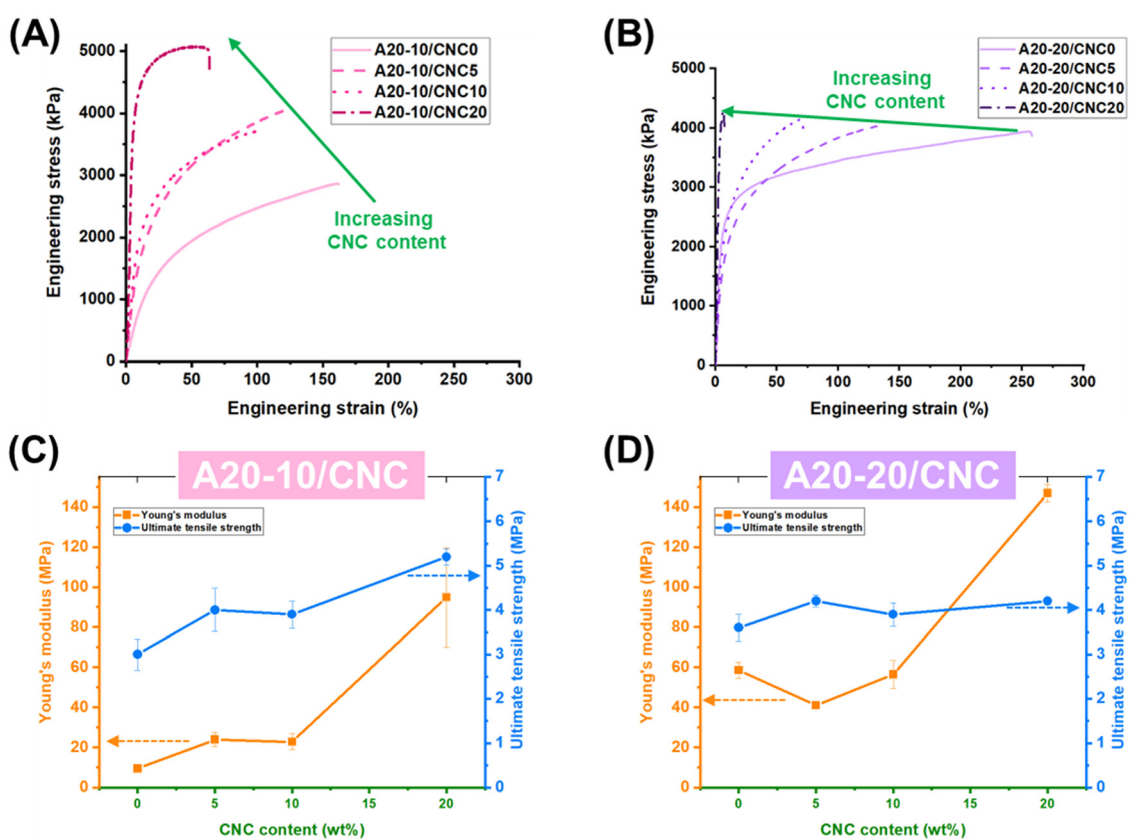 (A)
A20-10/CNC0
A20-10/CNC5
A20-10/CNC10
A20-10/CNC20
Increasing
CNC content
Engineering stress (kPa)
5000
4000
3000
2000
1000
0
0 50 100 150 200 250 300
Engineering strain (%)
(B)
A20-20/CNC0
A20-20/CNC5
A20-20/CNC10
A20-20/CNC20
Increasing
CNC content
Engineering stress (kPa)
5000
4000
3000
2000
1000
0
0 50 100 150 200 250 300
Engineering strain (%)
(C)
A20-10/CNC
Young's modulus
Ultimate tensile strength
Young's modulus (MPa)
140
120
100
80
60
40
20
0
Ultimate tensile strength (MPa)
7
6
5
4
3
2
1
0
0 5 10 15 20
CNC content (wt%)
(D)
A20-20/CNC
Young's modulus
Ultimate tensile strength
Young's modulus (MPa)
140
120
100
80
60
40
20
0
Ultimate tensile strength (MPa)
7
6
5
4
3
2
1
0
0 5 10 15 20
CNC content (wt%)